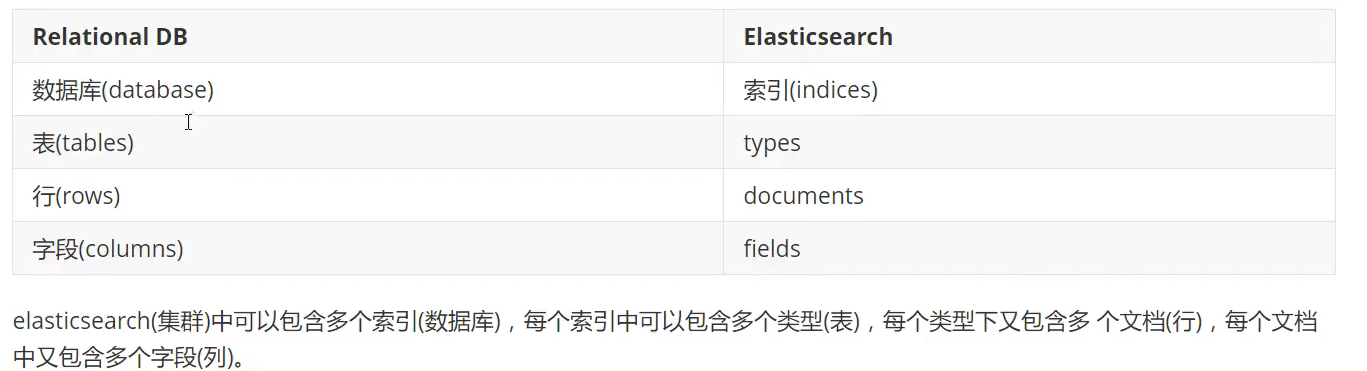 Relational DB Elasticsearch
数据库(database) 索引(indices)
表(tables) types
行(rows) documents
字段(columns) fields
elasticsearch(集群)中可以包含多个索引(数据库)，每个索引中可以包含多个类型(表)，每个类型下又包含多 个文档(行)，每个文档
中又包含多个字段(列)。